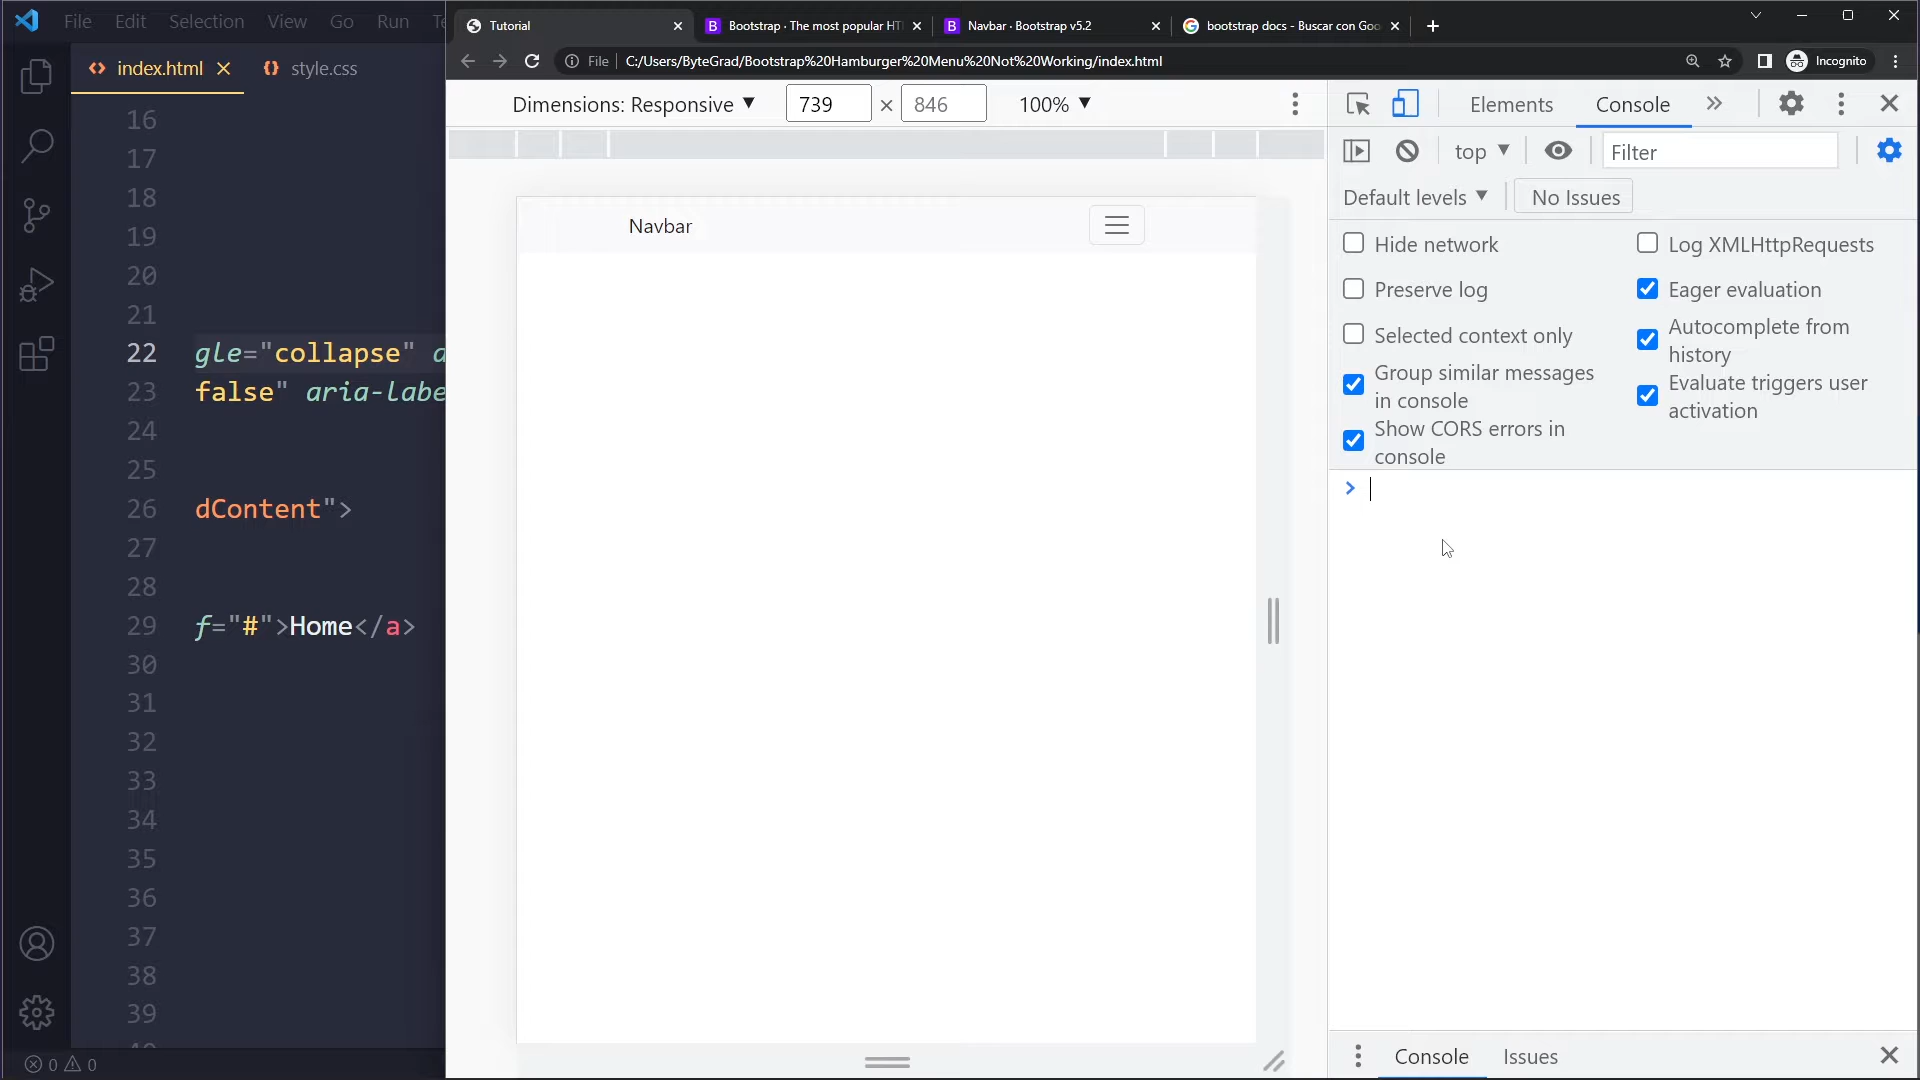 File Edit Selection View Go Run Te
index.html
style.css
16
17
18
19
20
21
22 gle="collapse" a
23 false" aria-labe
24
25
26 dContent">
27
28
29 f="#">Home</a>
30
31
32
33
34
35
36
37
38
39
0 0
Tutorial
Bootstrap · The most popular HT
Navbar · Bootstrap v5.2
bootstrap docs - Buscar con Goo
File C:/Users/ByteGrad/Bootstrap%20Hamburger%20Menu%20Not%20Working/index.html
Incognito
Dimensions: Responsive 739 × 846 100%
Navbar
Elements Console
top Filter
Default levels No Issues
Hide network
Log XMLHttpRequests
Preserve log
Eager evaluation
Selected context only
Autocomplete from
history
Group similar messages
in console
Evaluate triggers user
activation
Show CORS errors in
console
Console Issues